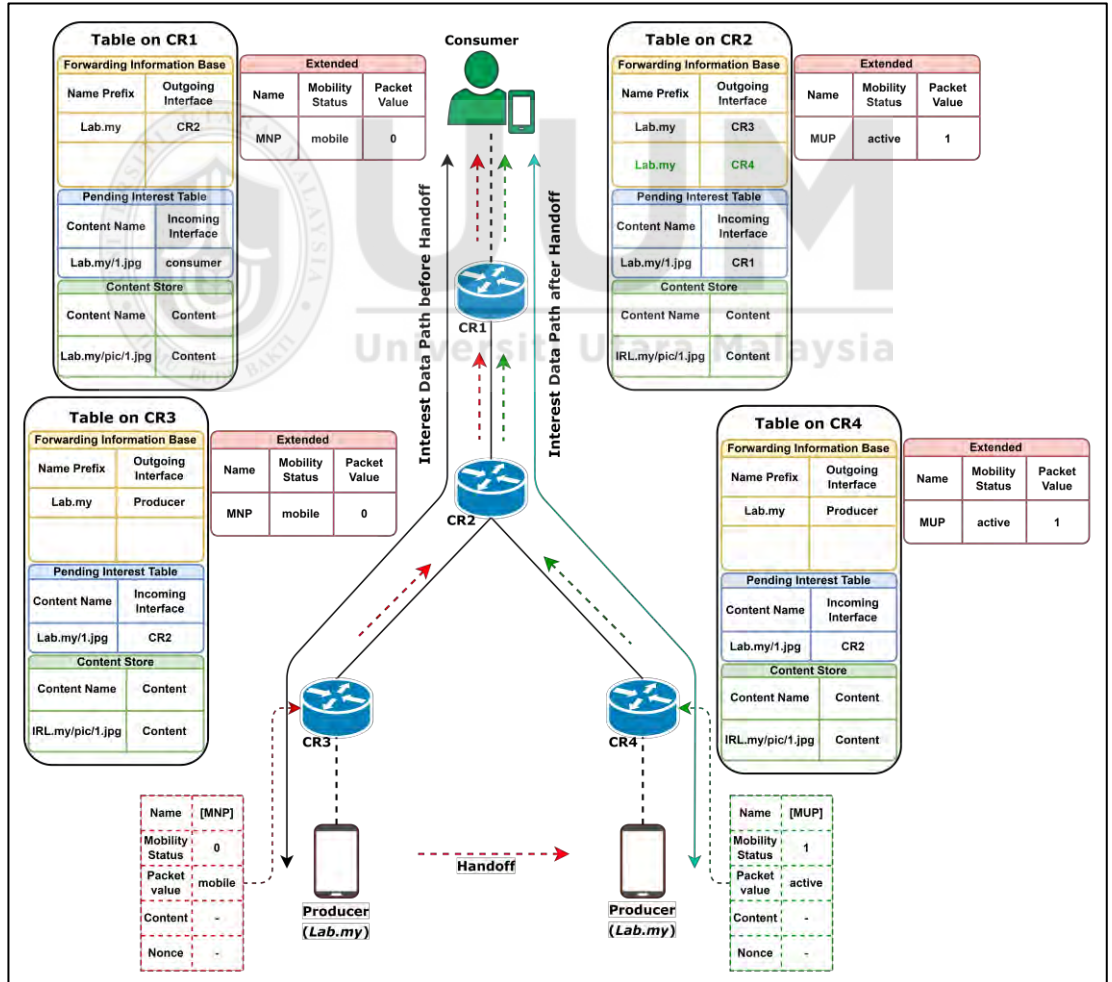 Table on CR1
Forwarding Information Base
Name Prefix
Outgoing
Interface
Lab.my
CR2
Pending Interest Table
Content Name
Incoming
Interface
Lab.my/1.jpg
consumer
Content Store
Content Name
Content
Lab.my/pic/1.jpg
Content
Extended
Name
Mobility
Status
Packet
Value
MNP
mobile
0
Consumer
Table on CR2
Forwarding Information Base
Name Prefix
Outgoing
Interface
Lab.my
CR3
Lab.my
CR4
Pending Interest Table
Content Name
Incoming
Interface
Lab.my/1.jpg
CR1
Content Store
Content Name
Content
IRL.my/pic/1.jpg
Content
Extended
Name
Mobility
Status
Packet
Value
MUP
active
1
UUM
Universiti Utara Malaysia
UNIVERSITI UTARA MALAYSIA
BUDI BAKTI
Interest Data Path before Handoff
Interest Data Path after Handoff
CR1
CR2
Table on CR3
Forwarding Information Base
Name Prefix
Outgoing
Interface
Lab.my
Producer
Pending Interest Table
Content Name
Incoming
Interface
Lab.my/1.jpg
CR2
Content Store
Content Name
Content
IRL.my/pic/1.jpg
Content
Extended
Name
Mobility
Status
Packet
Value
MNP
mobile
0
Table on CR4
Forwarding Information Base
Name Prefix
Outgoing
Interface
Lab.my
Producer
Pending Interest Table
Content Name
Incoming
Interface
Lab.my/1.jpg
CR2
Content Store
Content Name
Content
IRL.my/pic/1.jpg
Content
Extended
Name
Mobility
Status
Packet
Value
MUP
active
1
CR3
CR4
Name
[MNP]
Mobility
Status
0
Packet
value
mobile
Content
-
Nonce
-
Handoff
Producer
(Lab.my)
Producer
(Lab.my)
Name
[MUP]
Mobility
Status
1
Packet
value
active
Content
-
Nonce
-